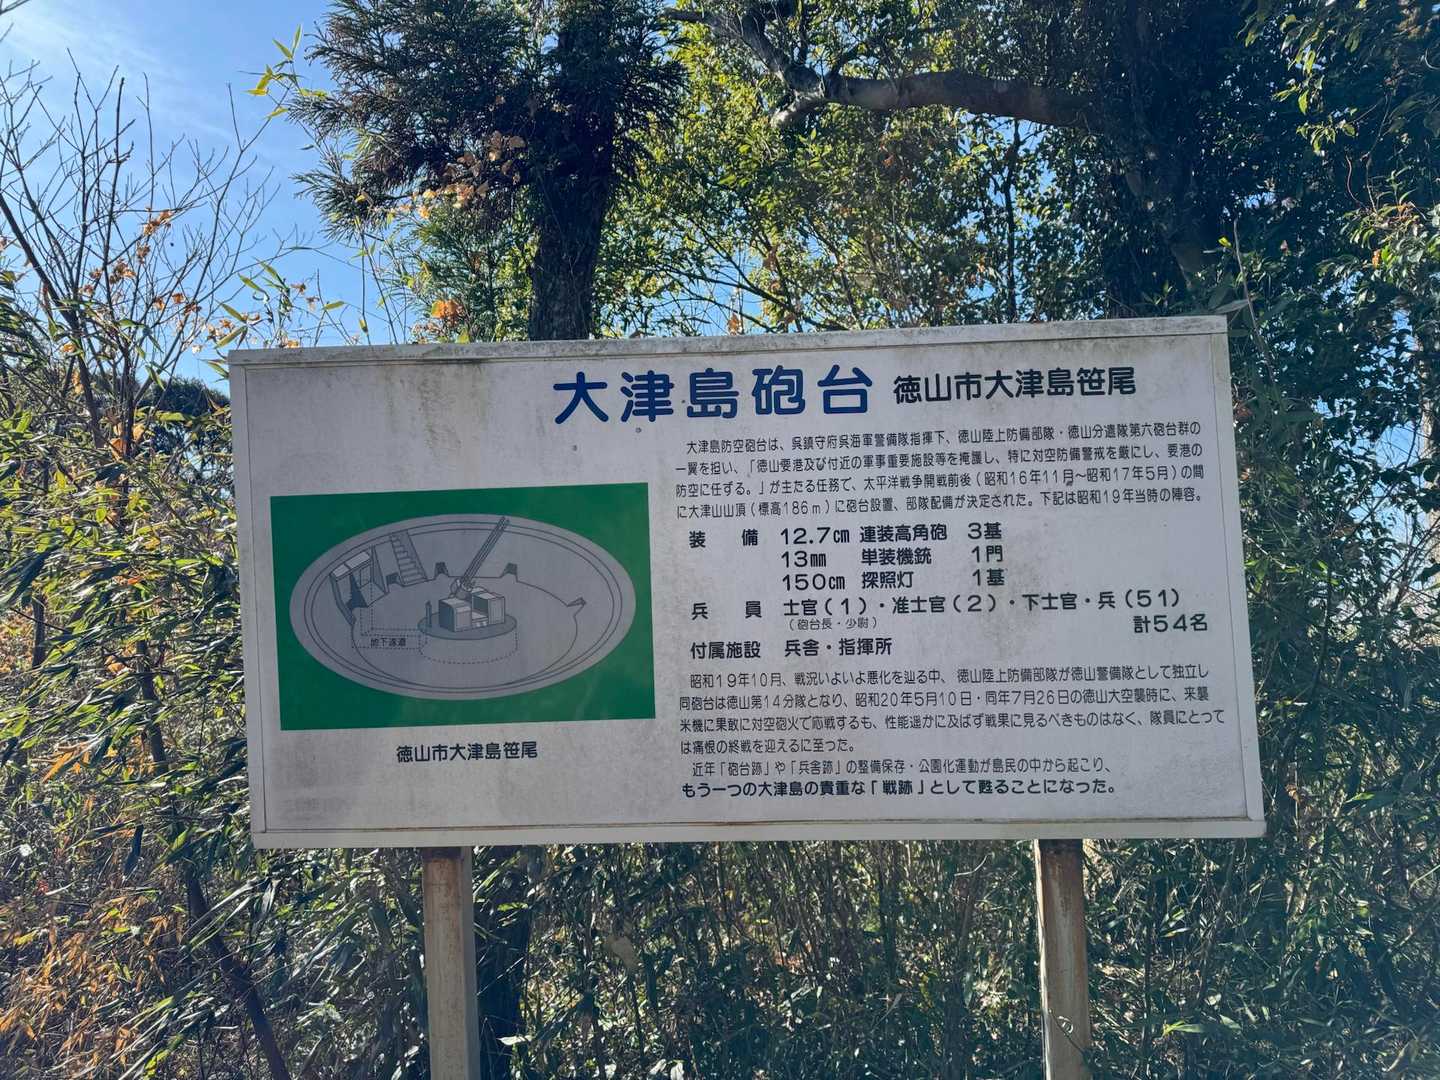 大津島砲台 徳山市大津島笹尾
大津島防空砲台は、呉鎮守府呉海軍警備隊指揮下、徳山陸上防備部隊・徳山分遣隊第六砲台群の
一翼を担い、「徳山要港及び付近の軍事重要施設等を掩護し、特に対空防備警戒を厳にし、要港の
防空に任ずる。」が主たる任務で、太平洋戦争開戦前後(昭和16年11月~昭和17年5月)の間
に大津山山頂(標高186m)に砲台設置、部隊配備が決定された。下記は昭和19年当時の陣容。
装備 12.7cm 連装高角砲 3基
13mm 単装機銃 1門
150cm 探照灯 1基
兵員 士官(1)・准士官(2)・下士官・兵(51)
(砲台長・少尉)
計54名
付属施設 兵舎・指揮所
昭和19年10月、戦況いよいよ悪化を辿る中、徳山陸上防備部隊が徳山警備隊として独立し
同砲台は徳山第14分隊となり、昭和20年5月10日・同年7月26日の徳山大空襲時に、来襲
米機に果敢に対空砲火で応戦するも、性能遥かに及ばず戦果に見るべきものはなく、隊員にとって
は痛恨の終戦を迎えるに至った。
近年「砲台跡」や「兵舎跡」の整備保存・公園化運動が島民の中から起こり、
もう一つの大津島の貴重な「戦跡」として甦ることになった。
地下道
徳山市大津島笹尾